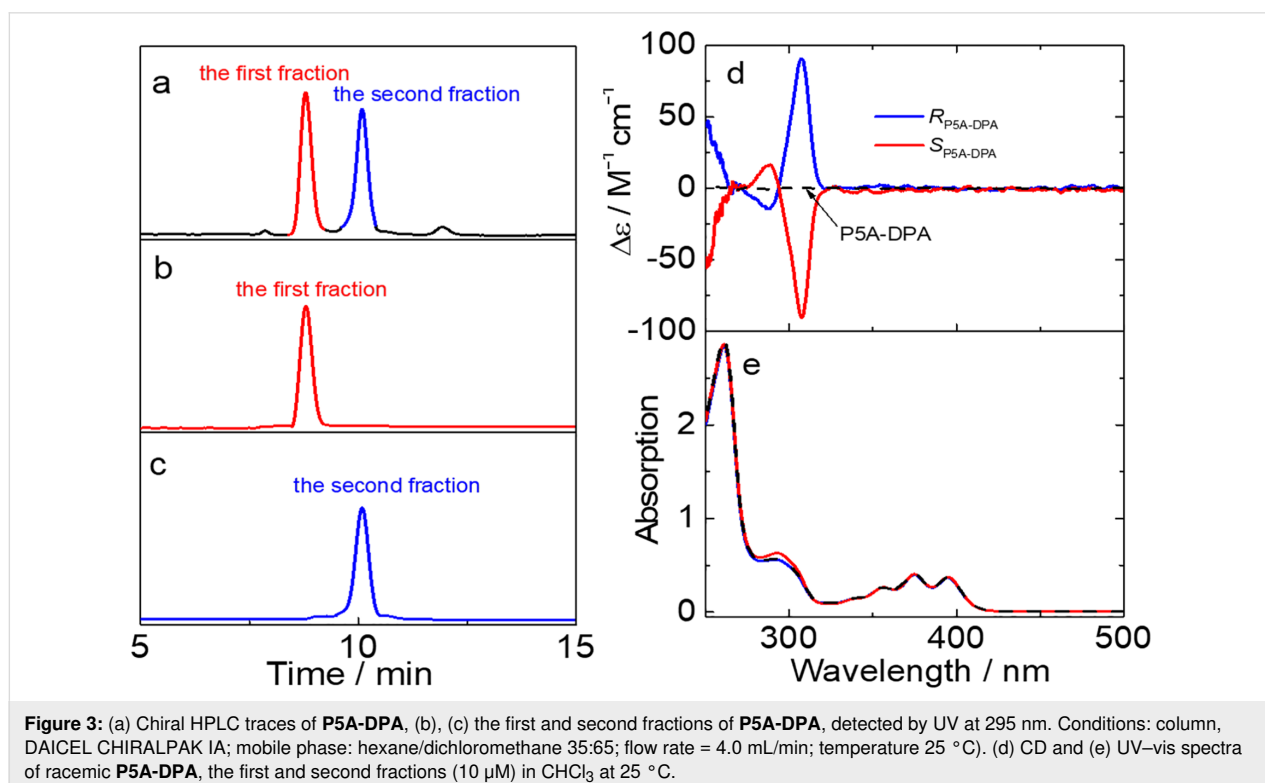 a
the first fraction
the second fraction
b
the first fraction
c
the second fraction
5
10
15
Time / min
d
100
50
0
-50
-100
Δε / M⁻¹ cm⁻¹
R P5A-DPA
S P5A-DPA
P5A-DPA
e
2
1
0
Absorption
300
400
500
Wavelength / nm
Figure 3: (a) Chiral HPLC traces of P5A-DPA, (b), (c) the first and second fractions of P5A-DPA, detected by UV at 295 nm. Conditions: column,
DAICEL CHIRALPAK IA; mobile phase: hexane/dichloromethane 35:65; flow rate = 4.0 mL/min; temperature 25 °C). (d) CD and (e) UV–vis spectra
of racemic P5A-DPA, the first and second fractions (10 µM) in CHCl₃ at 25 °C.